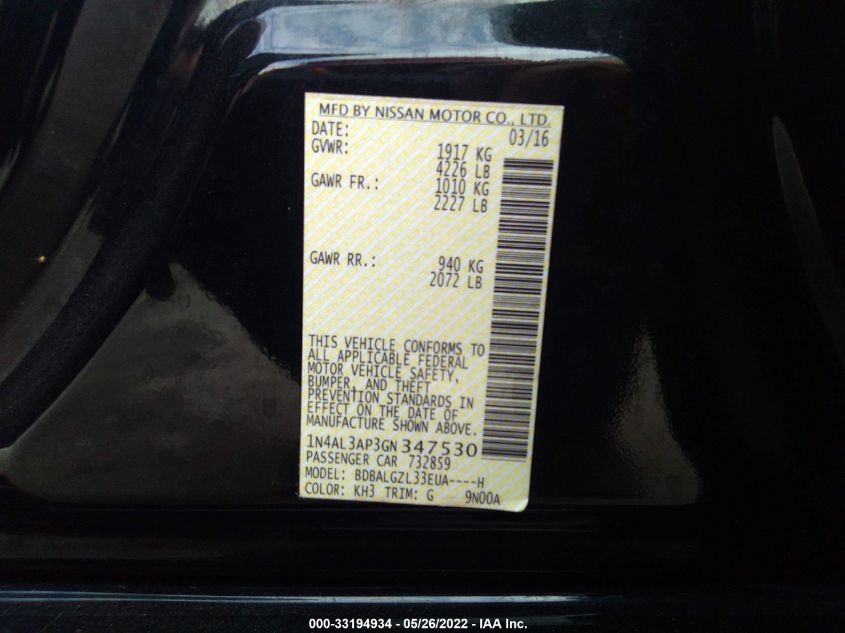 MFD BY NISSAN MOTOR CO., LTD.
DATE: 03/16
GVWR: 1917 KG
4226 LB
GAWR FR.: 1010 KG
2227 LB
GAWR RR.: 940 KG
2072 LB
THIS VEHICLE CONFORMS TO
ALL APPLICABLE FEDERAL
MOTOR VEHICLE SAFETY,
BUMPER, AND THEFT
PREVENTION STANDARDS IN
EFFECT ON THE DATE OF
MANUFACTURE SHOWN ABOVE.
1N4AL3AP3GN347530
PASSENGER CAR 732859
MODEL: BDBALGZL33EUA----H
COLOR: KH3 TRIM: G 9N00A
000-33194934 - 05/26/2022 - IAA Inc.